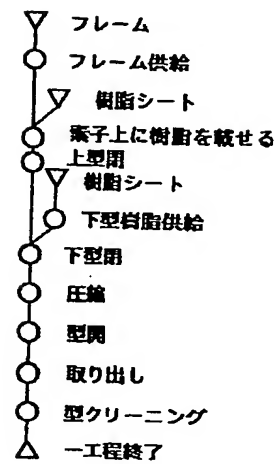 フレーム
フレーム供給
樹脂シート
素子上に樹脂を載せる
上型閉
樹脂シート
下型樹脂供給
下型閉
圧縮
型開
取り出し
型クリーニング
一工程終了